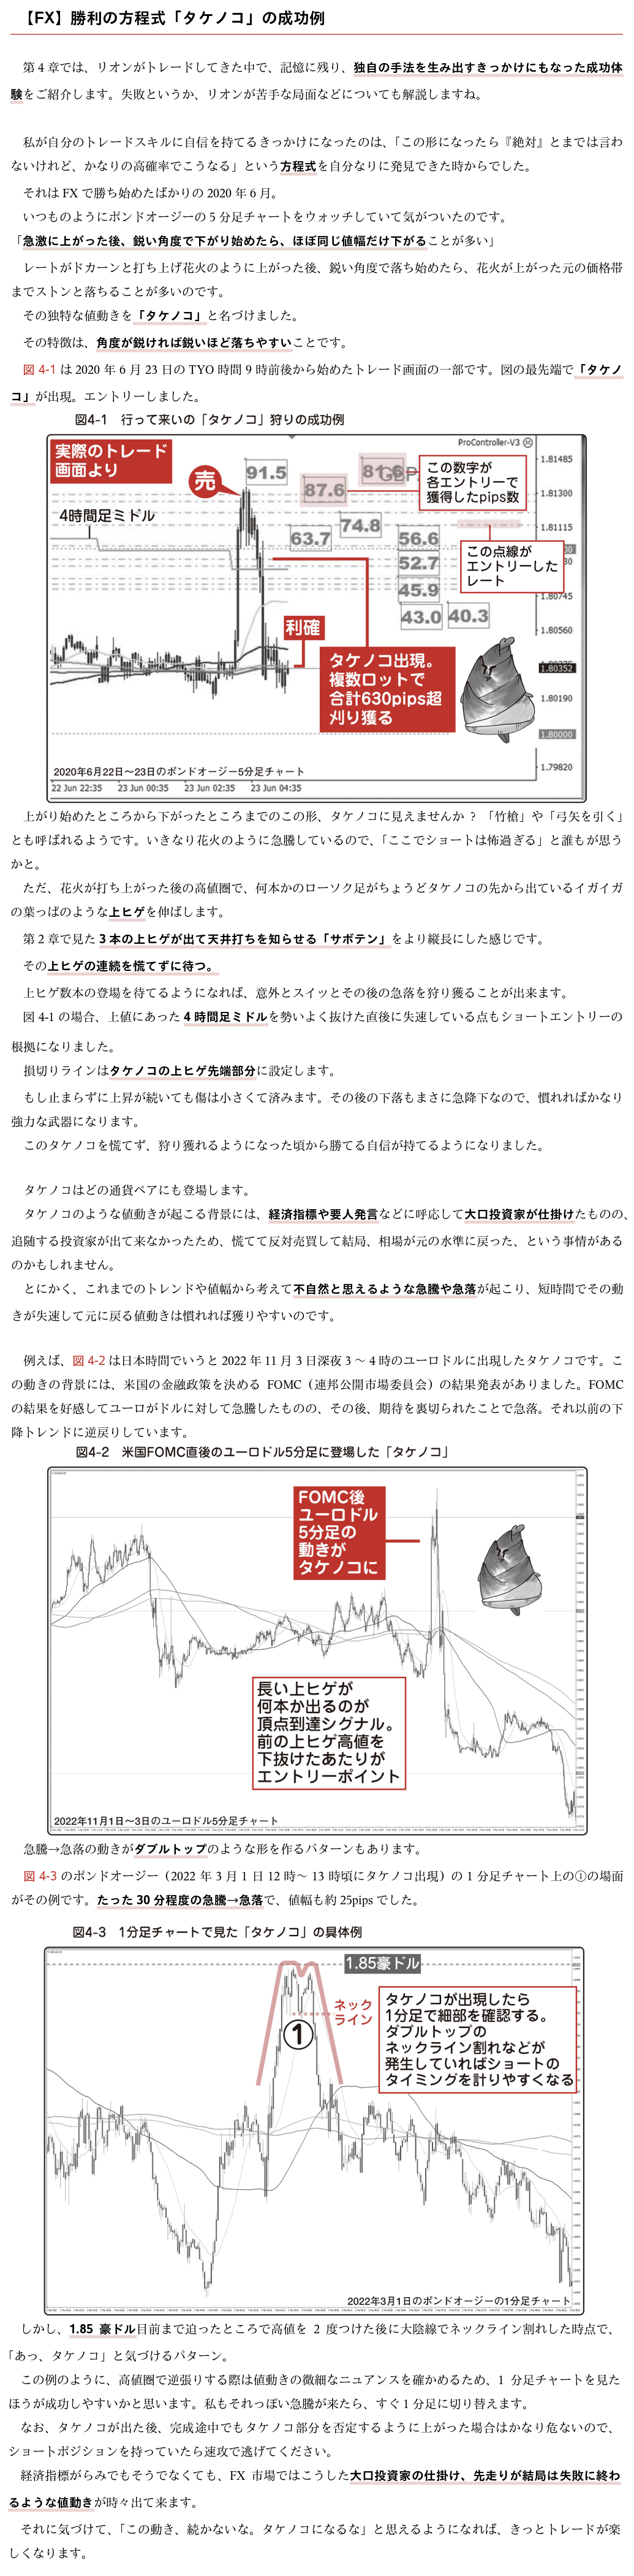 【FX】勝利の方程式「タケノコ」の成功例
第4章では、リオンがトレードしてきた中で、記憶に残り、独自の手法を生み出すきっかけにもなった成功体
験をご紹介します。失敗というか、リオンが苦手な局面などについても解説しますね。
私が自分のトレードスキルに自信を持てるきっかけになったのは、「この形になったら『絶対』とまでは言わ
ないけれど、かなりの高確率でこうなる」という方程式を自分なりに発見できた時からでした。
それは FX で勝ち始めたばかりの 2020 年 6 月。
いつものようにポンドオージーの 5 分足チャートをウォッチしていて気がついたのです。
「急激に上がった後、鋭い角度で下がり始めたら、ほぼ同じ値幅だけ下がることが多い」
レートがドカーンと打ち上げ花火のように上がった後、鋭い角度で落ち始めたら、花火が上がった元の価格帯
までストンと落ちることが多いのです。
その独特な値動きを「タケノコ」と名づけました。
その特徴は、角度が鋭ければ鋭いほど落ちやすいことです。
図 4-1 は 2020 年 6 月 23 日の TYO 時間 9 時前後から始めたトレード画面の一部です。図の最先端で「タケノ
コ」が出現。エントリーしました。
図4-1 行って来いの「タケノコ」狩りの成功例
実際のトレード
画面より
ProController-V3
売
91.5
87.6
この数字が
各エントリーで
獲得したpips数
1.81485
1.81300
1.81115
4時間足ミドル
63.7
74.8
56.6
52.7
45.9
43.0
40.3
この点線が
エントリーした
レート
1.80745
1.80560
1.80352
1.80190
1.80000
1.79820
利確
タケノコ出現。
複数ロットで
合計630pips超
刈り獲る
2020年6月22日〜23日のポンドオージー5分足チャート
22 Jun 22:35 23 Jun 00:35 23 Jun 02:35 23 Jun 04:35
上がり始めたところから下がったところまでのこの形、タケノコに見えませんか？「竹槍」や「弓矢を引く」
とも呼ばれるようです。いきなり花火のように急騰しているので、「ここでショートは怖過ぎる」と誰もが思う
かと。
ただ、花火が打ち上がった後の高値圏で、何本かのローソク足がちょうどタケノコの先から出ているイガイガ
の葉っぱのような上ヒゲを伸ばします。
第 2 章で見た 3 本の上ヒゲが出て天井打ちを知らせる「サボテン」をより縦長にした感じです。
その上ヒゲの連続を慌てずに待つ。
上ヒゲ数本の登場を待てるようになれば、意外とスイッとその後の急落を狩り獲ることが出来ます。
図 4-1 の場合、上値にあった 4 時間足ミドルを勢いよく抜けた直後に失速している点もショートエントリーの
根拠になりました。
損切りラインはタケノコの上ヒゲ先端部分に設定します。
もし止まらずに上昇が続いても傷は小さくて済みます。その後の下落もまさに急降下なので、慣れればかなり
強力な武器になります。
このタケノコを慌てず、狩り獲れるようになった頃から勝てる自信が持てるようになりました。
タケノコはどの通貨ペアにも登場します。
タケノコのような値動きが起こる背景には、経済指標や要人発言などに呼応して大口投資家が仕掛けたものの、
追随する投資家が出て来なかったため、慌てて反対売買して結局、相場が元の水準に戻った、という事情がある
のかもしれません。
とにかく、これまでのトレンドや値幅から考えて不自然と思えるような急騰や急落が起こり、短時間でその動
きが失速して元に戻る値動きは慣れれば獲りやすいのです。
例えば、図 4-2 は日本時間でいうと 2022 年 11 月 3 日深夜 3 〜 4 時のユーロドルに出現したタケノコです。こ
の動きの背景には、米国の金融政策を決める FOMC（連邦公開市場委員会）の結果発表がありました。FOMC
の結果を好感してユーロがドルに対して急騰したものの、その後、期待を裏切られたことで急落。それ以前の下
降トレンドに逆戻りしています。
図4-2 米国FOMC直後のユーロドル5分足に登場した「タケノコ」
FOMC後
ユーロドル
5分足の
動きが
タケノコに
長い上ヒゲが
何本か出るのが
頂点到達シグナル。
前の上ヒゲ高値を
下抜けたあたりが
エントリーポイント
2022年11月1日〜3日のユーロドル5分足チャート
急騰→急落の動きがダブルトップのような形を作るパターンもあります。
図 4-3 のポンドオージー（2022 年 3 月 1 日 12 時〜 13 時頃にタケノコ出現）の 1 分足チャート上の①の場面
がその例です。たった 30 分程度の急騰→急落で、値幅も約 25pips でした。
図4-3 1分足チャートで見た「タケノコ」の具体例
1.85豪ドル
ネック
ライン
①
タケノコが出現したら
1分足で細部を確認する。
ダブルトップの
ネックライン割れなどが
発生していればショートの
タイミングを計りやすくなる
2022年3月1日のポンドオージーの1分足チャート
しかし、1.85 豪ドル目前まで迫ったところで高値を 2 度つけた後に大陰線でネックライン割れした時点で、
「あっ、タケノコ」と気づけるパターン。
この例のように、高値圏で逆張りする際は値動きの微細なニュアンスを確かめるため、1 分足チャートを見た
ほうが成功しやすいかと思います。私もそれっぽい急騰が来たら、すぐ 1 分足に切り替えます。
なお、タケノコが出た後、完成途中でもタケノコ部分を否定するように上がった場合はかなり危ないので、
ショートポジションを持っていたら速攻で逃げてください。
経済指標がらみでもそうでなくても、FX 市場ではこうした大口投資家の仕掛け、先走りが結局は失敗に終わ
るような値動きが時々出て来ます。
それに気づけて、「この動き、続かないな。タケノコになるな」と思えるようになれば、きっとトレードが楽
しくなります。